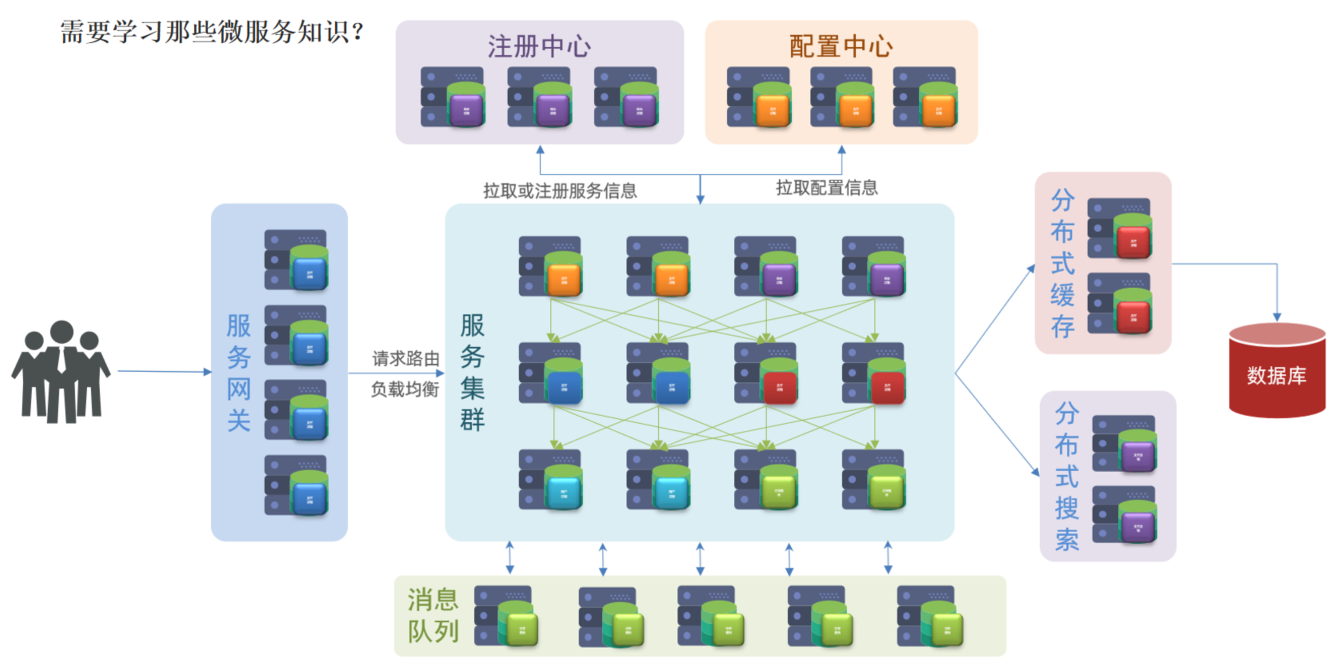 需要学习那些微服务知识？
注册中心
配置中心
拉取或注册服务信息
拉取配置信息
服务网关
请求路由
负载均衡
服务集群
分布式缓存
数据库
分布式搜索
消息
队列